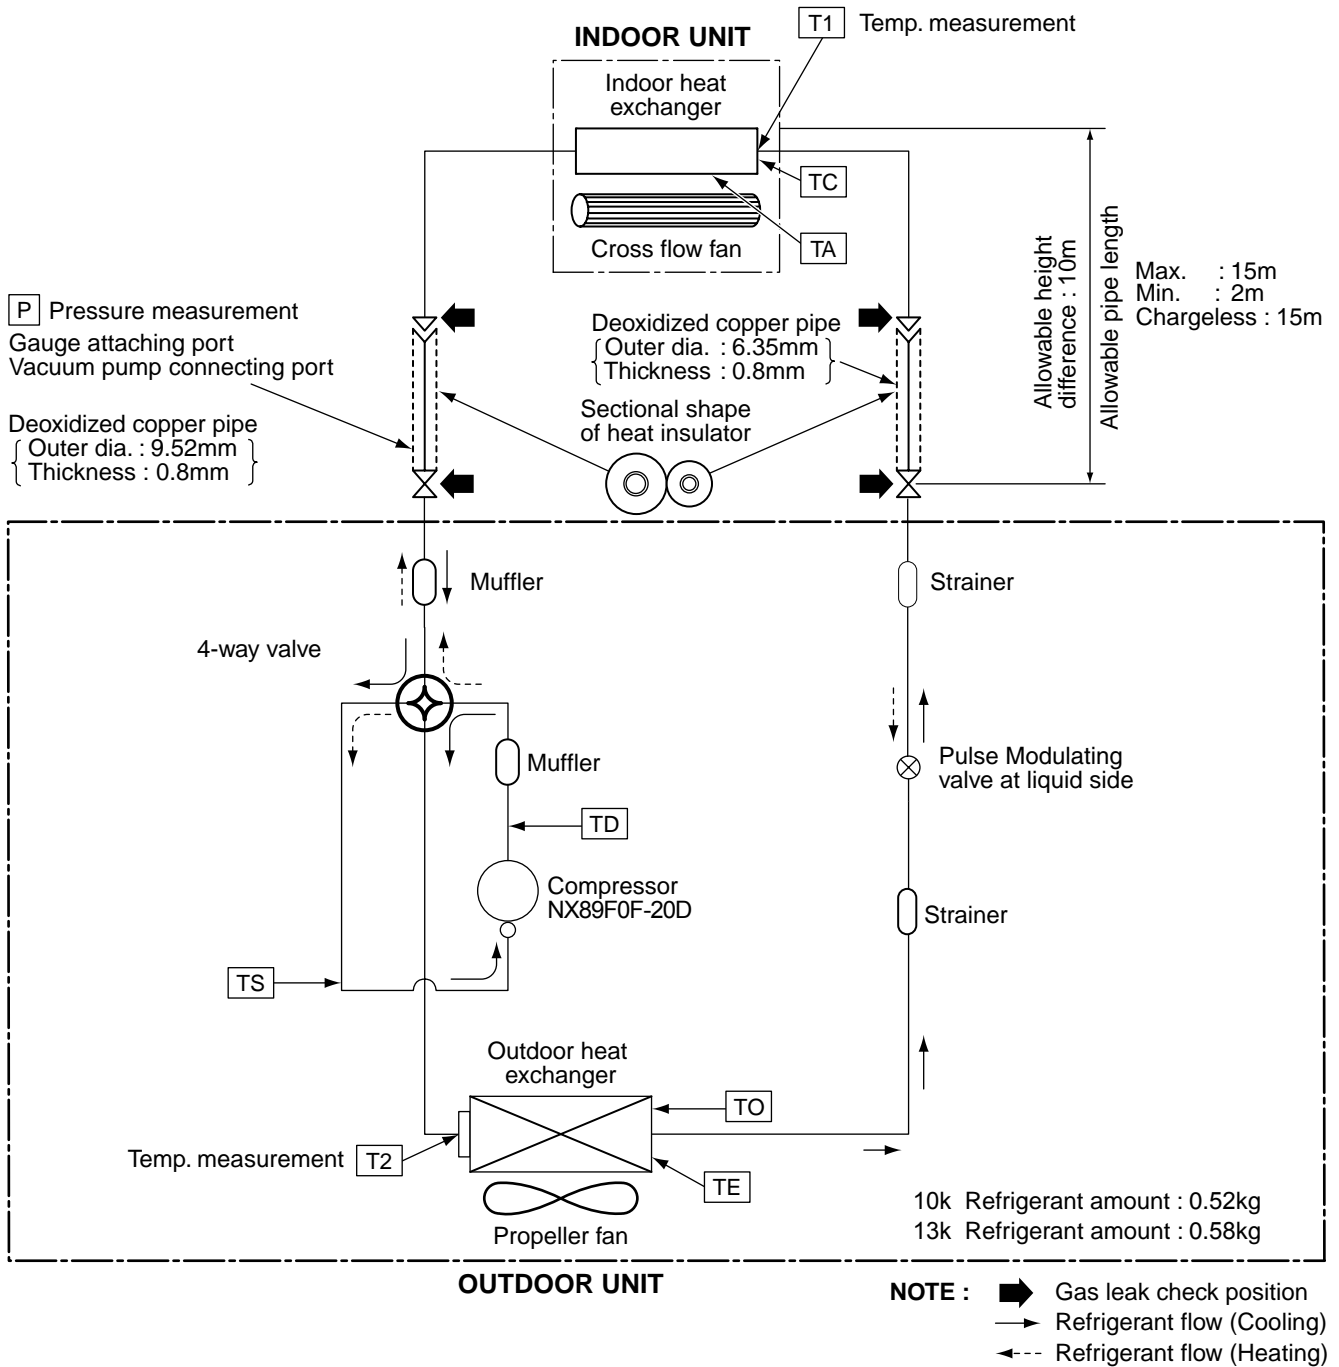 T1 Temp. measurement
INDOOR UNIT
Indoor heat
exchanger
TC
Cross flow fan
TA
Allowable height
difference : 10m
Allowable pipe length
Max. : 15m
Min. : 2m
Chargeless : 15m
P Pressure measurement
Gauge attaching port
Vacuum pump connecting port
Deoxidized copper pipe
Outer dia. : 9.52mm
Thickness : 0.8mm
Deoxidized copper pipe
Outer dia. : 6.35mm
Thickness : 0.8mm
Sectional shape
of heat insulator
Muffler
Strainer
4-way valve
Muffler
Pulse Modulating
valve at liquid side
TD
Compressor
NX89F0F-20D
Strainer
TS
Outdoor heat
exchanger
TO
Temp. measurement T2
TE
Propeller fan
10k Refrigerant amount : 0.52kg
13k Refrigerant amount : 0.58kg
OUTDOOR UNIT
NOTE : Gas leak check position
Refrigerant flow (Cooling)
Refrigerant flow (Heating)